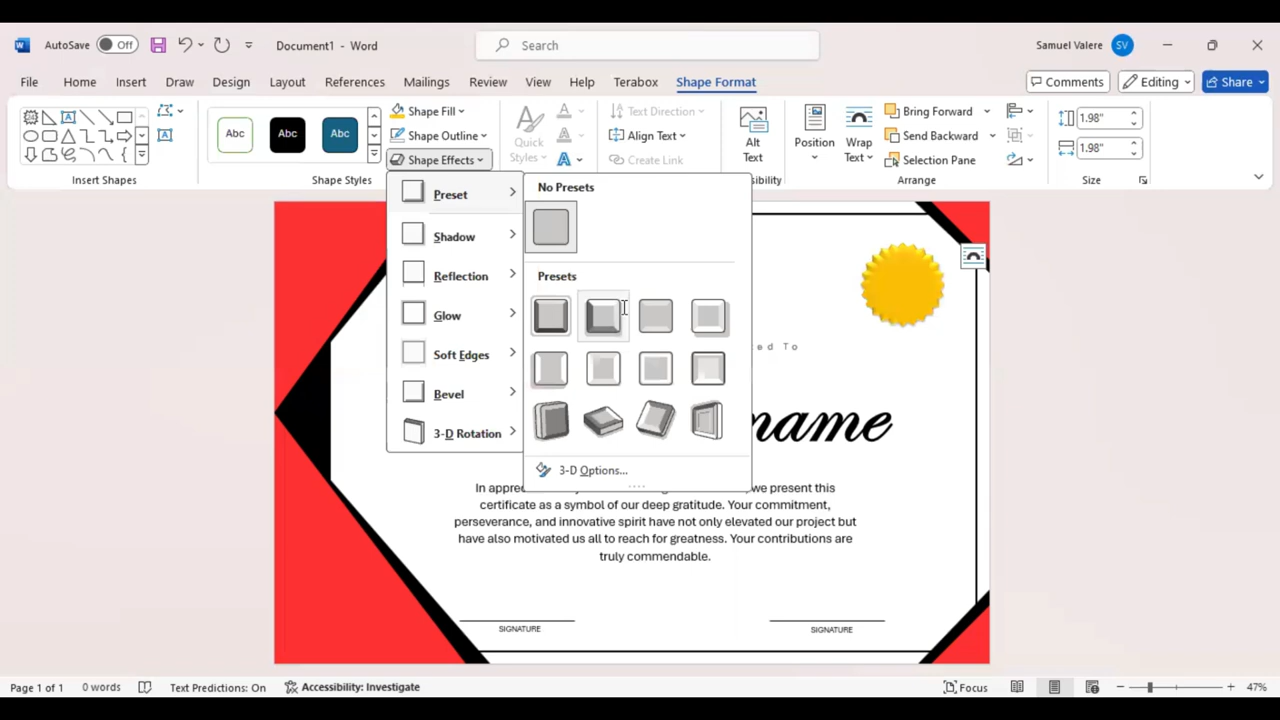 AutoSave Off Document1 - Word Search Samuel Valere SV
File Home Insert Draw Design Layout References Mailings Review View Help Terabox Shape Format Comments Editing Share
Abc Abc Abc
Shape Fill
Shape Outline
Shape Effects
Quick
Styles
Text Direction
Align Text
Create Link
Alt
Text
Position
Wrap
Text
Bring Forward
Send Backward
Selection Pane
1.98"
1.98"
Insert Shapes Shape Styles Arrange Size
Preset
Shadow
Reflection
Glow
Soft Edges
Bevel
3-D Rotation
No Presets
Presets
3-D Options...
To
we present this
certificate as a symbol of our deep gratitude. Your commitment,
perseverance, and innovative spirit have not only elevated our project but
have also motivated us all to reach for greatness. Your contributions are
truly commendable.
SIGNATURE SIGNATURE
Page 1 of 1 0 words Text Predictions: On Accessibility: Investigate Focus 47%